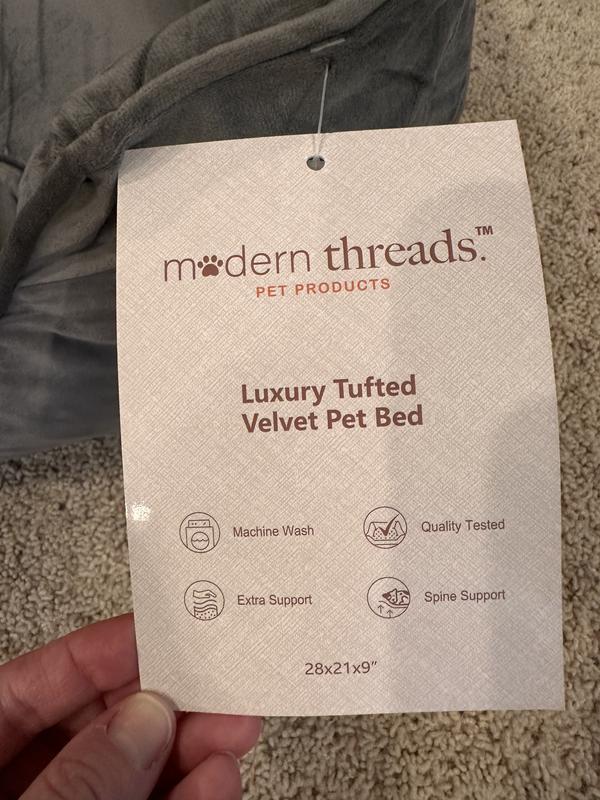 modern threads.™
PET PRODUCTS
Luxury Tufted
Velvet Pet Bed
Machine Wash
Quality Tested
Extra Support
Spine Support
28x21x9"